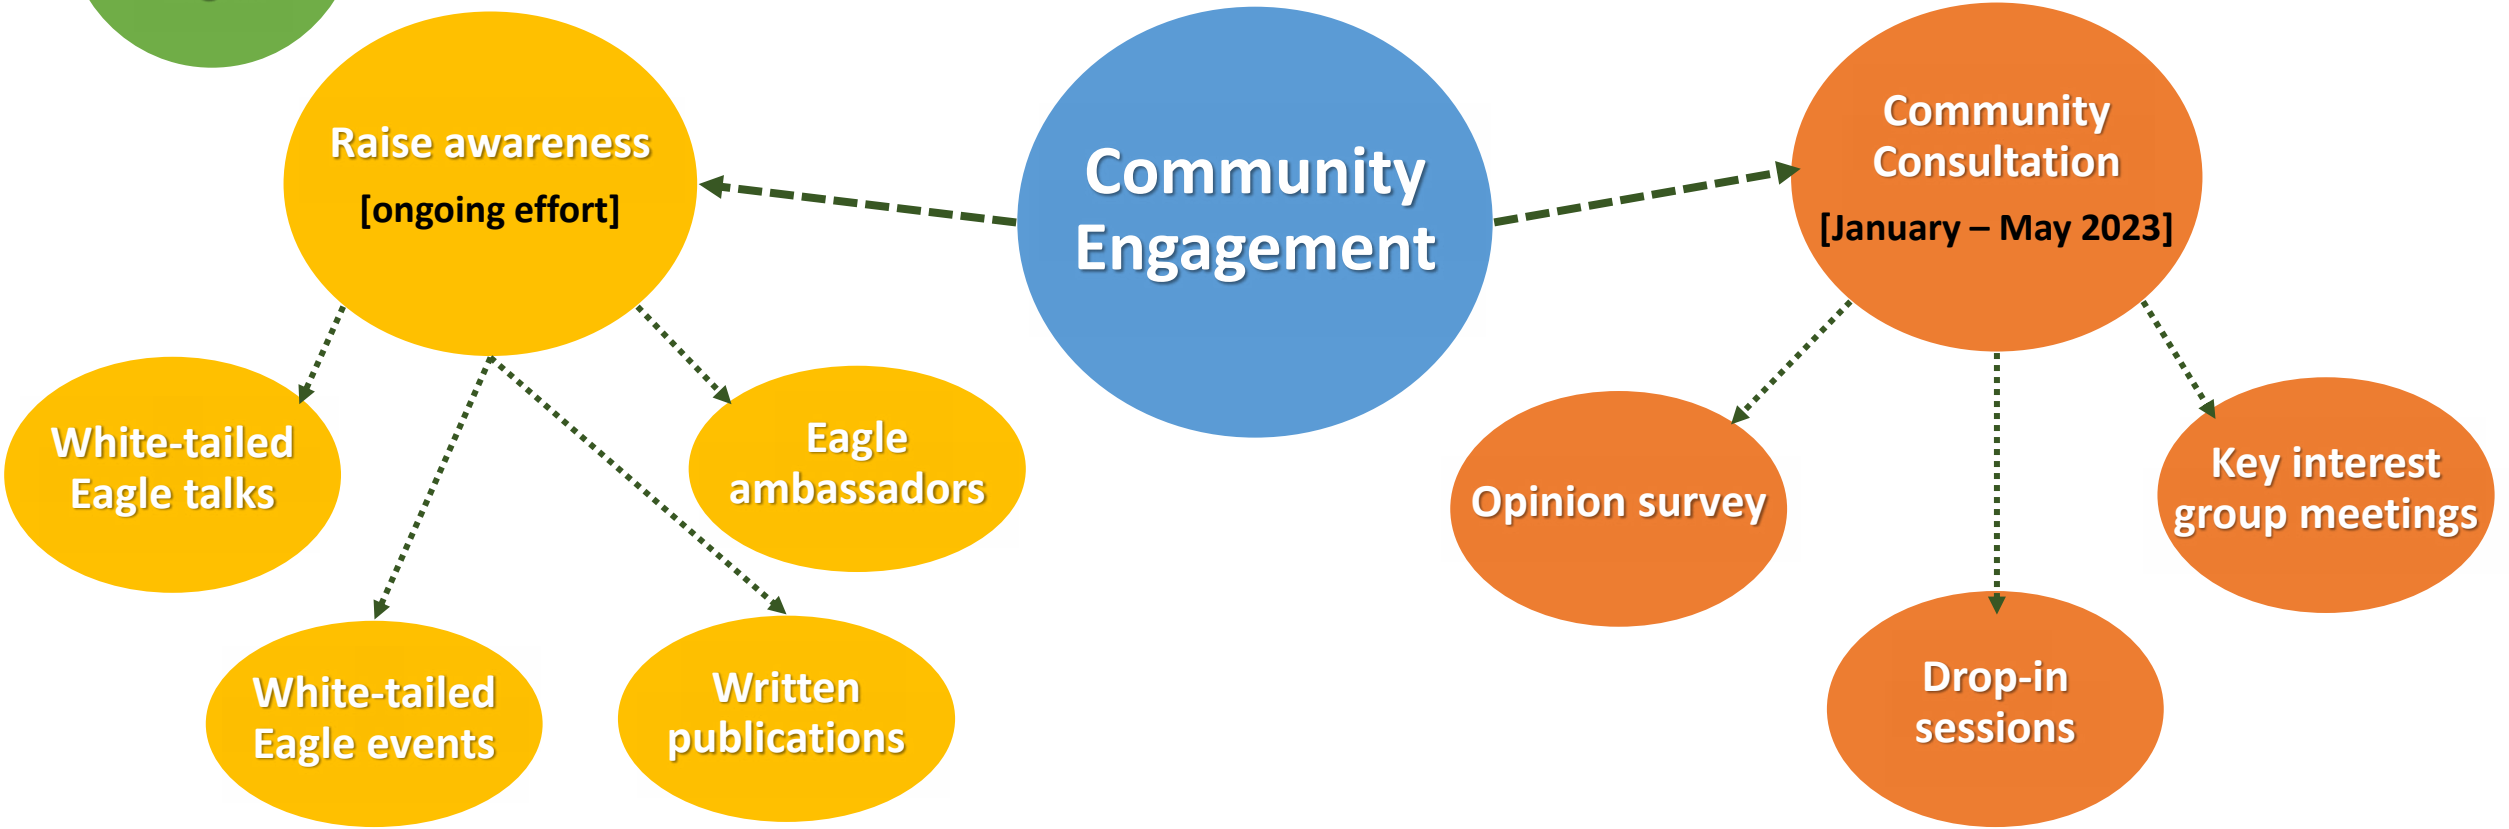 Community
Engagement
Raise awareness
[ongoing effort]
White-tailed
Eagle talks
White-tailed
Eagle events
Written
publications
Eagle
ambassadors
Community
Consultation
[January – May 2023]
Opinion survey
Drop-in
sessions
Key interest
group meetings